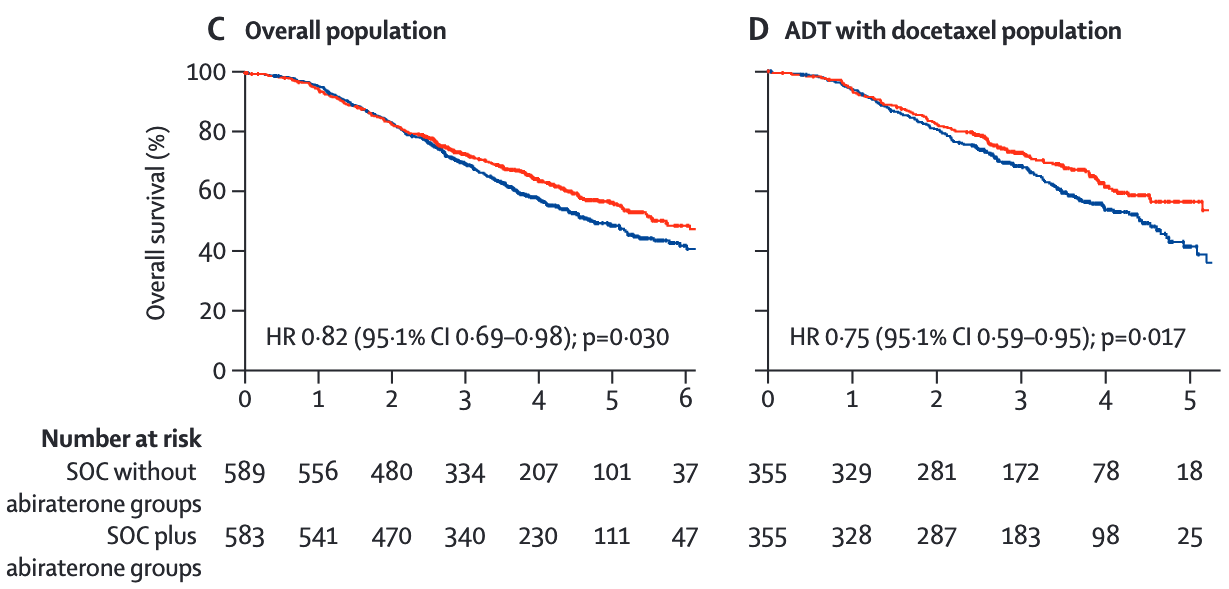 C Overall population
D ADT with docetaxel population
Overall survival (%)
100
80
60
40
20
0
HR 0·82 (95·1% CI 0·69–0·98); p=0·030
HR 0·75 (95·1% CI 0·59–0·95); p=0·017
0 1 2 3 4 5 6
0 1 2 3 4 5
Number at risk
SOC without abiraterone groups
589 556 480 334 207 101 37
355 329 281 172 78 18
SOC plus abiraterone groups
583 541 470 340 230 111 47
355 328 287 183 98 25